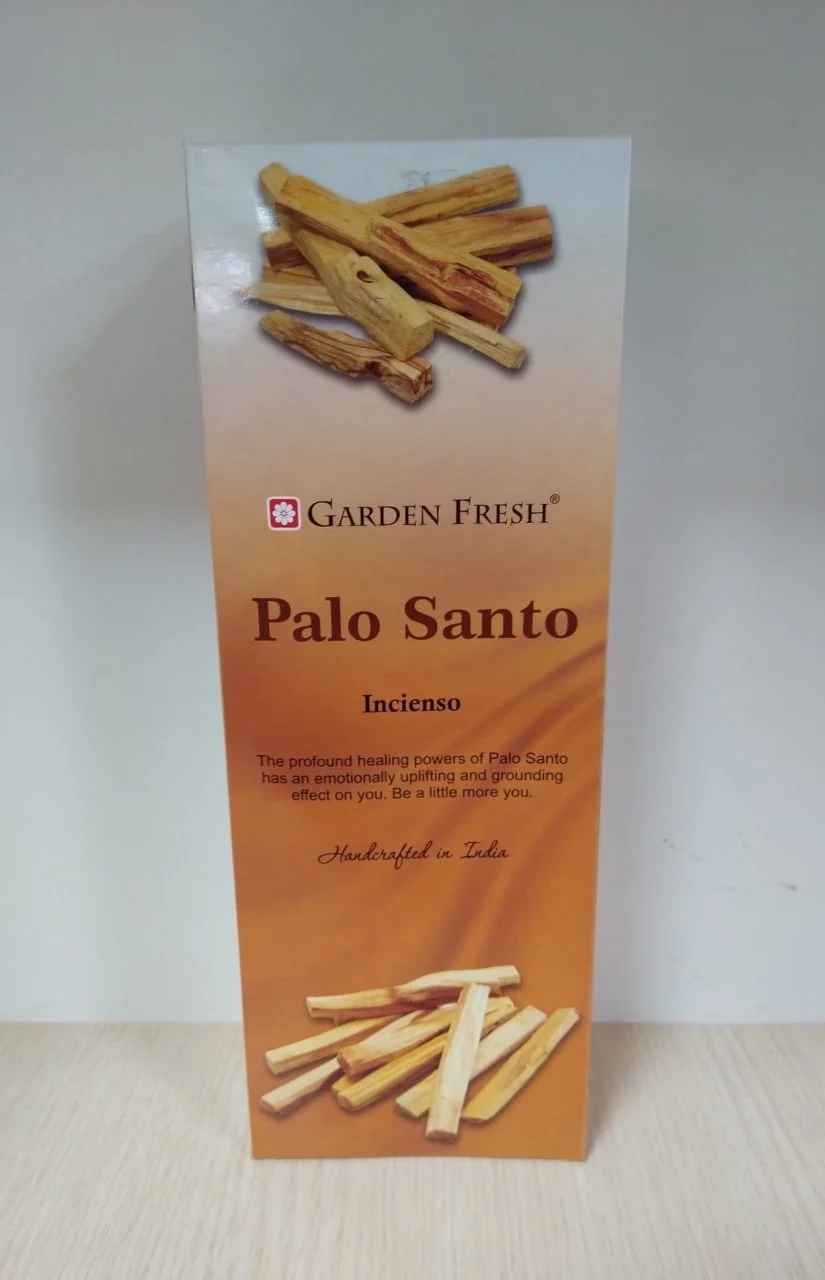 GARDEN FRESH®
Palo Santo
Incienso
The profound healing powers of Palo Santo
has an emotionally uplifting and grounding
effect on you. Be a little more you.
Handcrafted in India